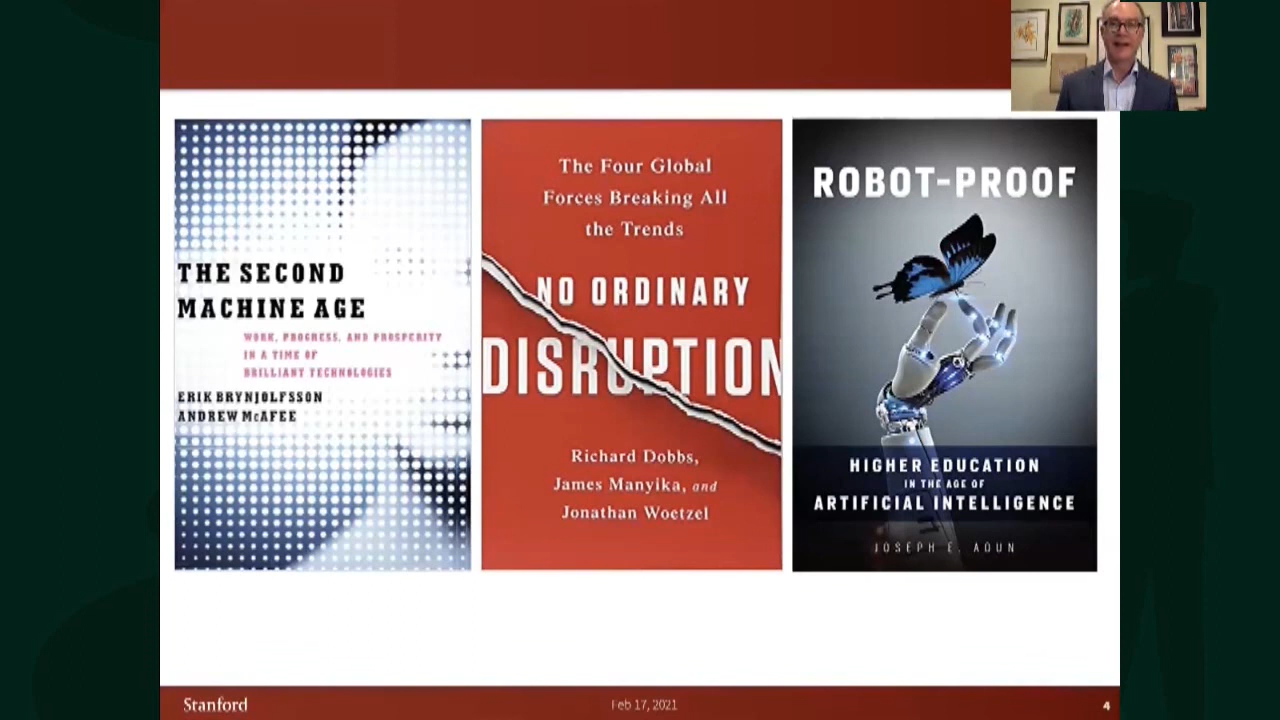 THE SECOND
MACHINE AGE
WORK, PROGRESS, AND PROSPERITY
IN A TIME OF
BRILLIANT TECHNOLOGIES
ERIK BRYNJOLFSSON
ANDREW McAFEE
The Four Global
Forces Breaking All
the Trends
NO ORDINARY
DISRUPTION
Richard Dobbs,
James Manyika, and
Jonathan Woetzel
ROBOT-PROOF
HIGHER EDUCATION
IN THE AGE OF
ARTIFICIAL INTELLIGENCE
JOSEPH E. AOUN
Stanford
Feb 17, 2021
4